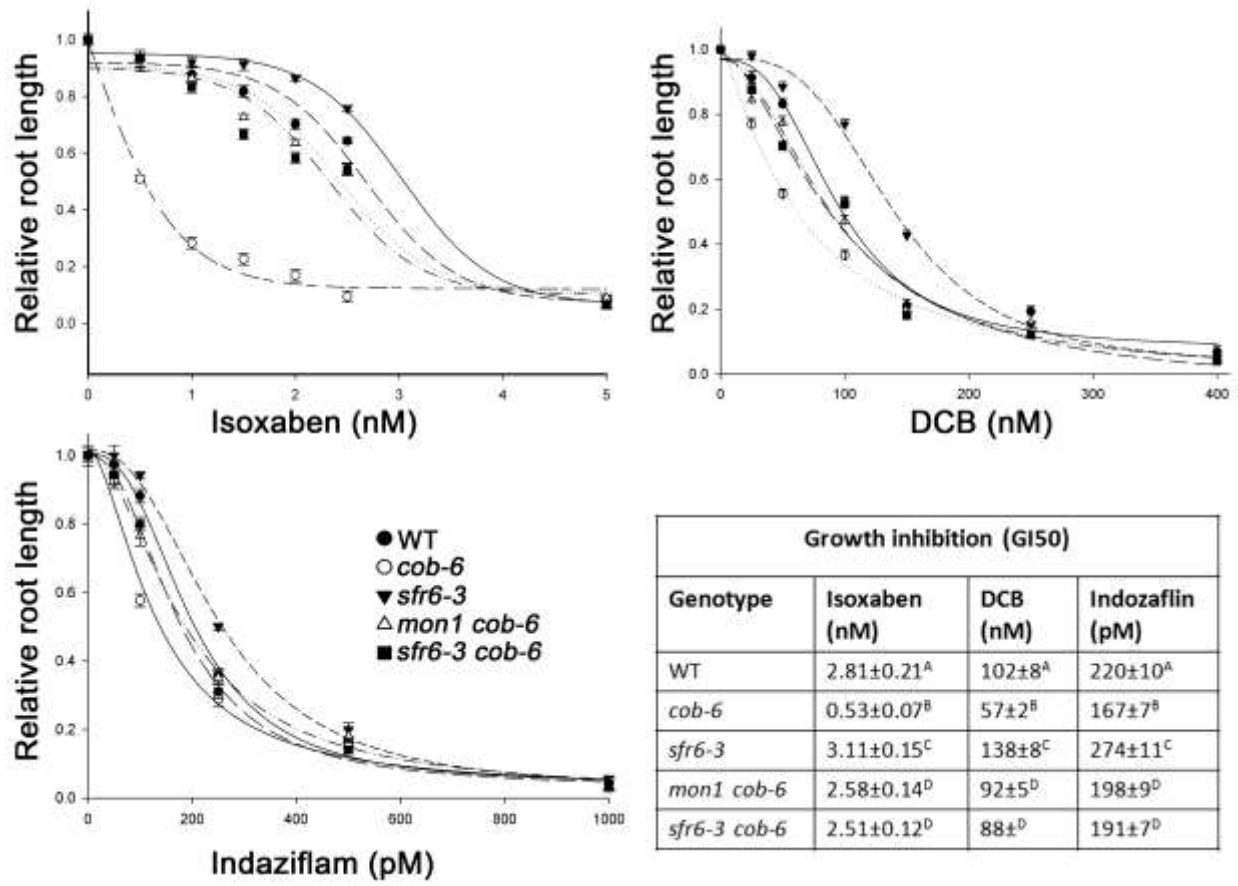 Relative root length
1.0
0.8
0.6
0.4
0.2
0.0
0 1 2 3 4 5
Isoxaben (nM)
Relative root length
1.0
0.8
0.6
0.4
0.2
0.0
0 100 200 300 400
DCB (nM)
Relative root length
1.0
0.8
0.6
0.4
0.2
0.0
0 200 400 600 800 1000
Indaziflam (pM)
WT
cob-6
sfr6-3
mon1 cob-6
sfr6-3 cob-6
Growth inhibition (GI50)
Genotype Isoxaben (nM) DCB (nM) Indozaflin (pM)
WT 2.81±0.21A 102±8A 220±10A
cob-6 0.53±0.07B 57±2B 167±7B
sfr6-3 3.11±0.15C 138±8C 274±11C
mon1 cob-6 2.58±0.14D 92±5D 198±9D
sfr6-3 cob-6 2.51±0.12D 88±D 191±7D